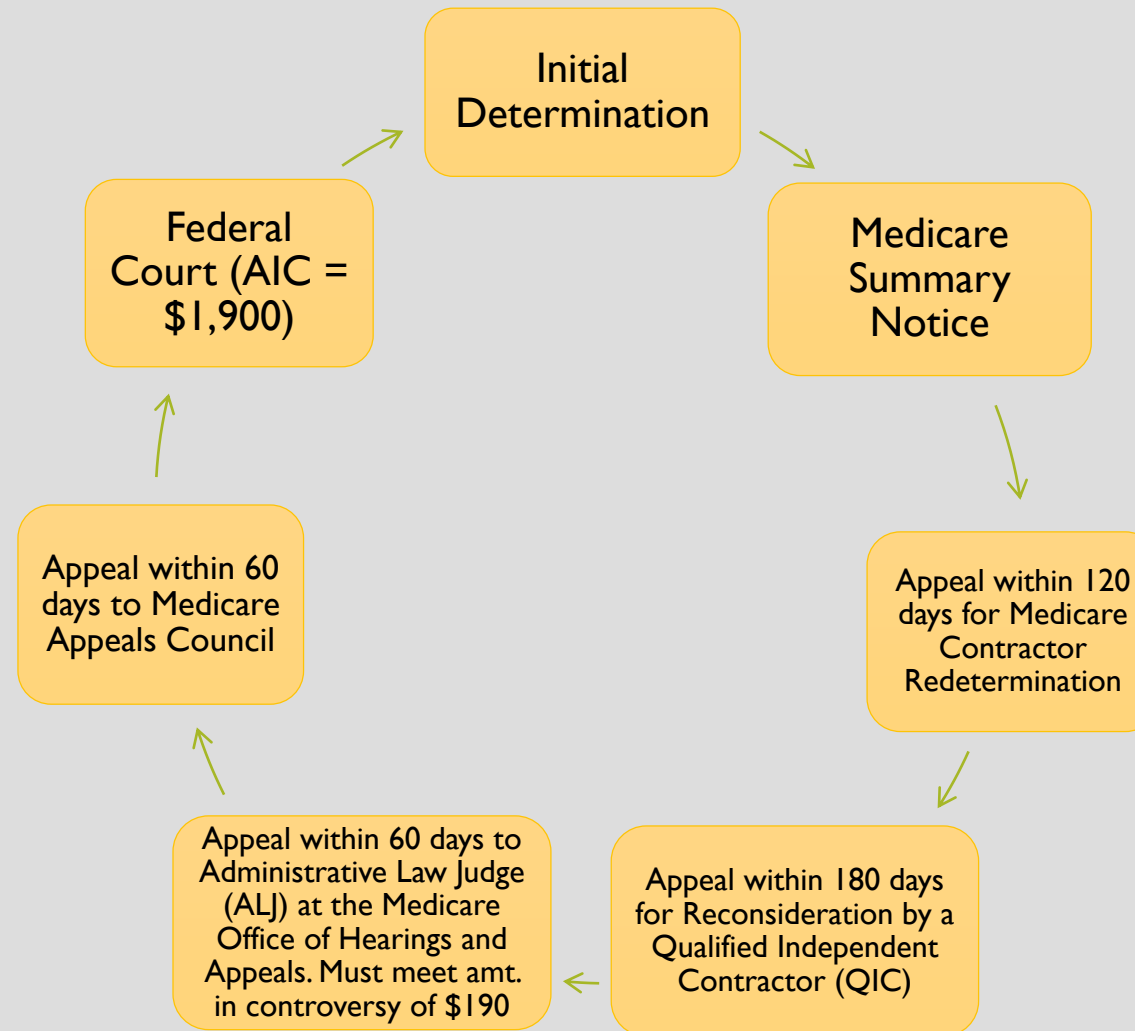 Initial
Determination
Medicare
Summary
Notice
Appeal within 120
days for Medicare
Contractor
Redetermination
Appeal within 180 days
for Reconsideration by a
Qualified Independent
Contractor (QIC)
Appeal within 60 days to
Administrative Law Judge
(ALJ) at the Medicare
Office of Hearings and
Appeals. Must meet amt.
in controversy of $190
Appeal within 60
days to Medicare
Appeals Council
Federal
Court (AIC =
$1,900)